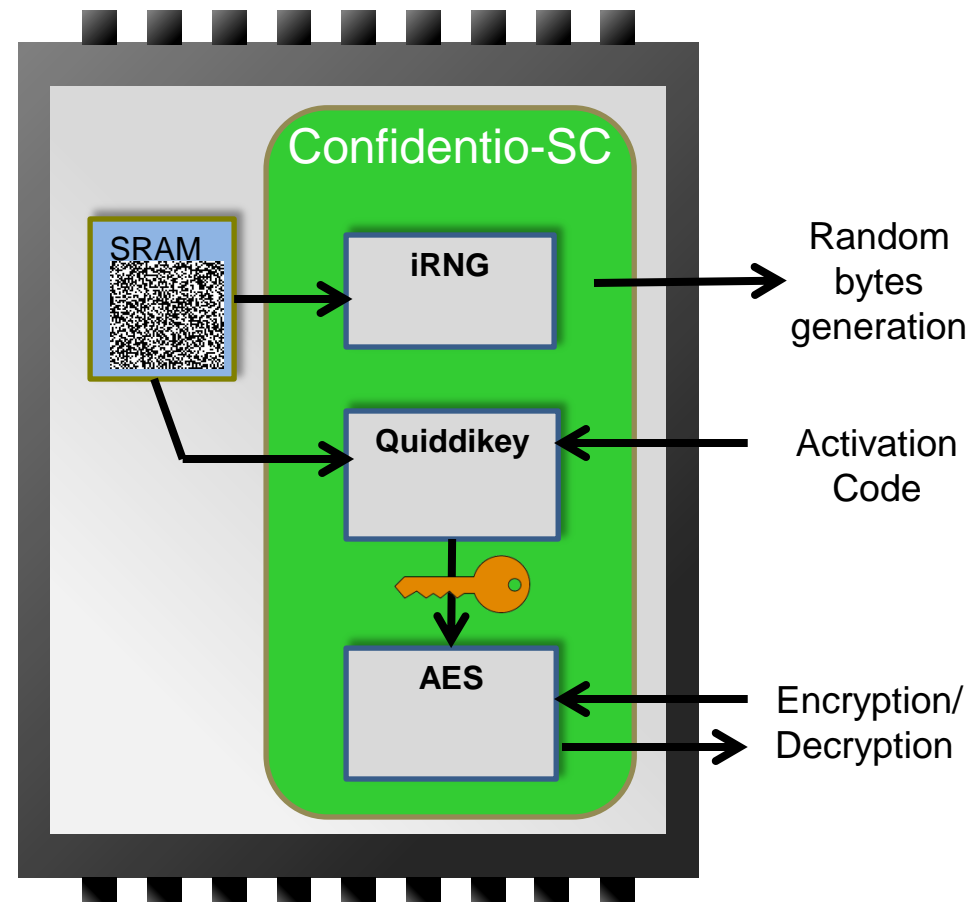 Confidentio-SC
SRAM
iRNG
Random
bytes
generation
Quiddikey
Activation
Code
AES
Encryption/
Decryption